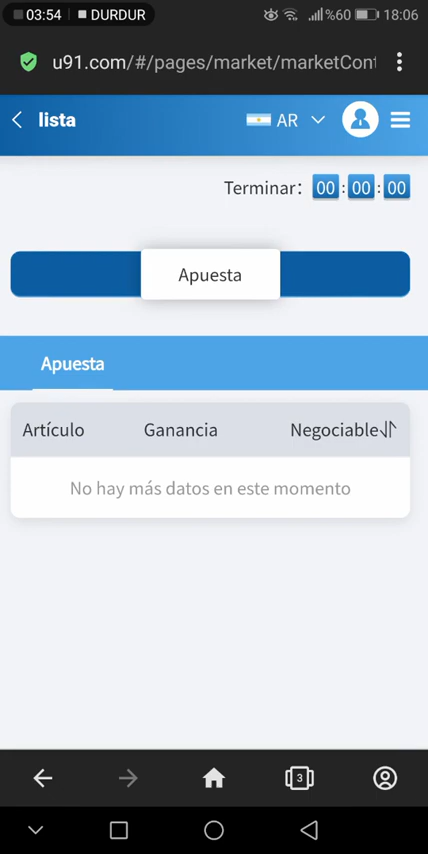 03:54 DURDUR %60 18:06
u91.com/#/pages/market/marketCont
lista AR
Terminar: 00:00:00
Apuesta
Apuesta
Artículo Ganancia Negociable
No hay más datos en este momento
3